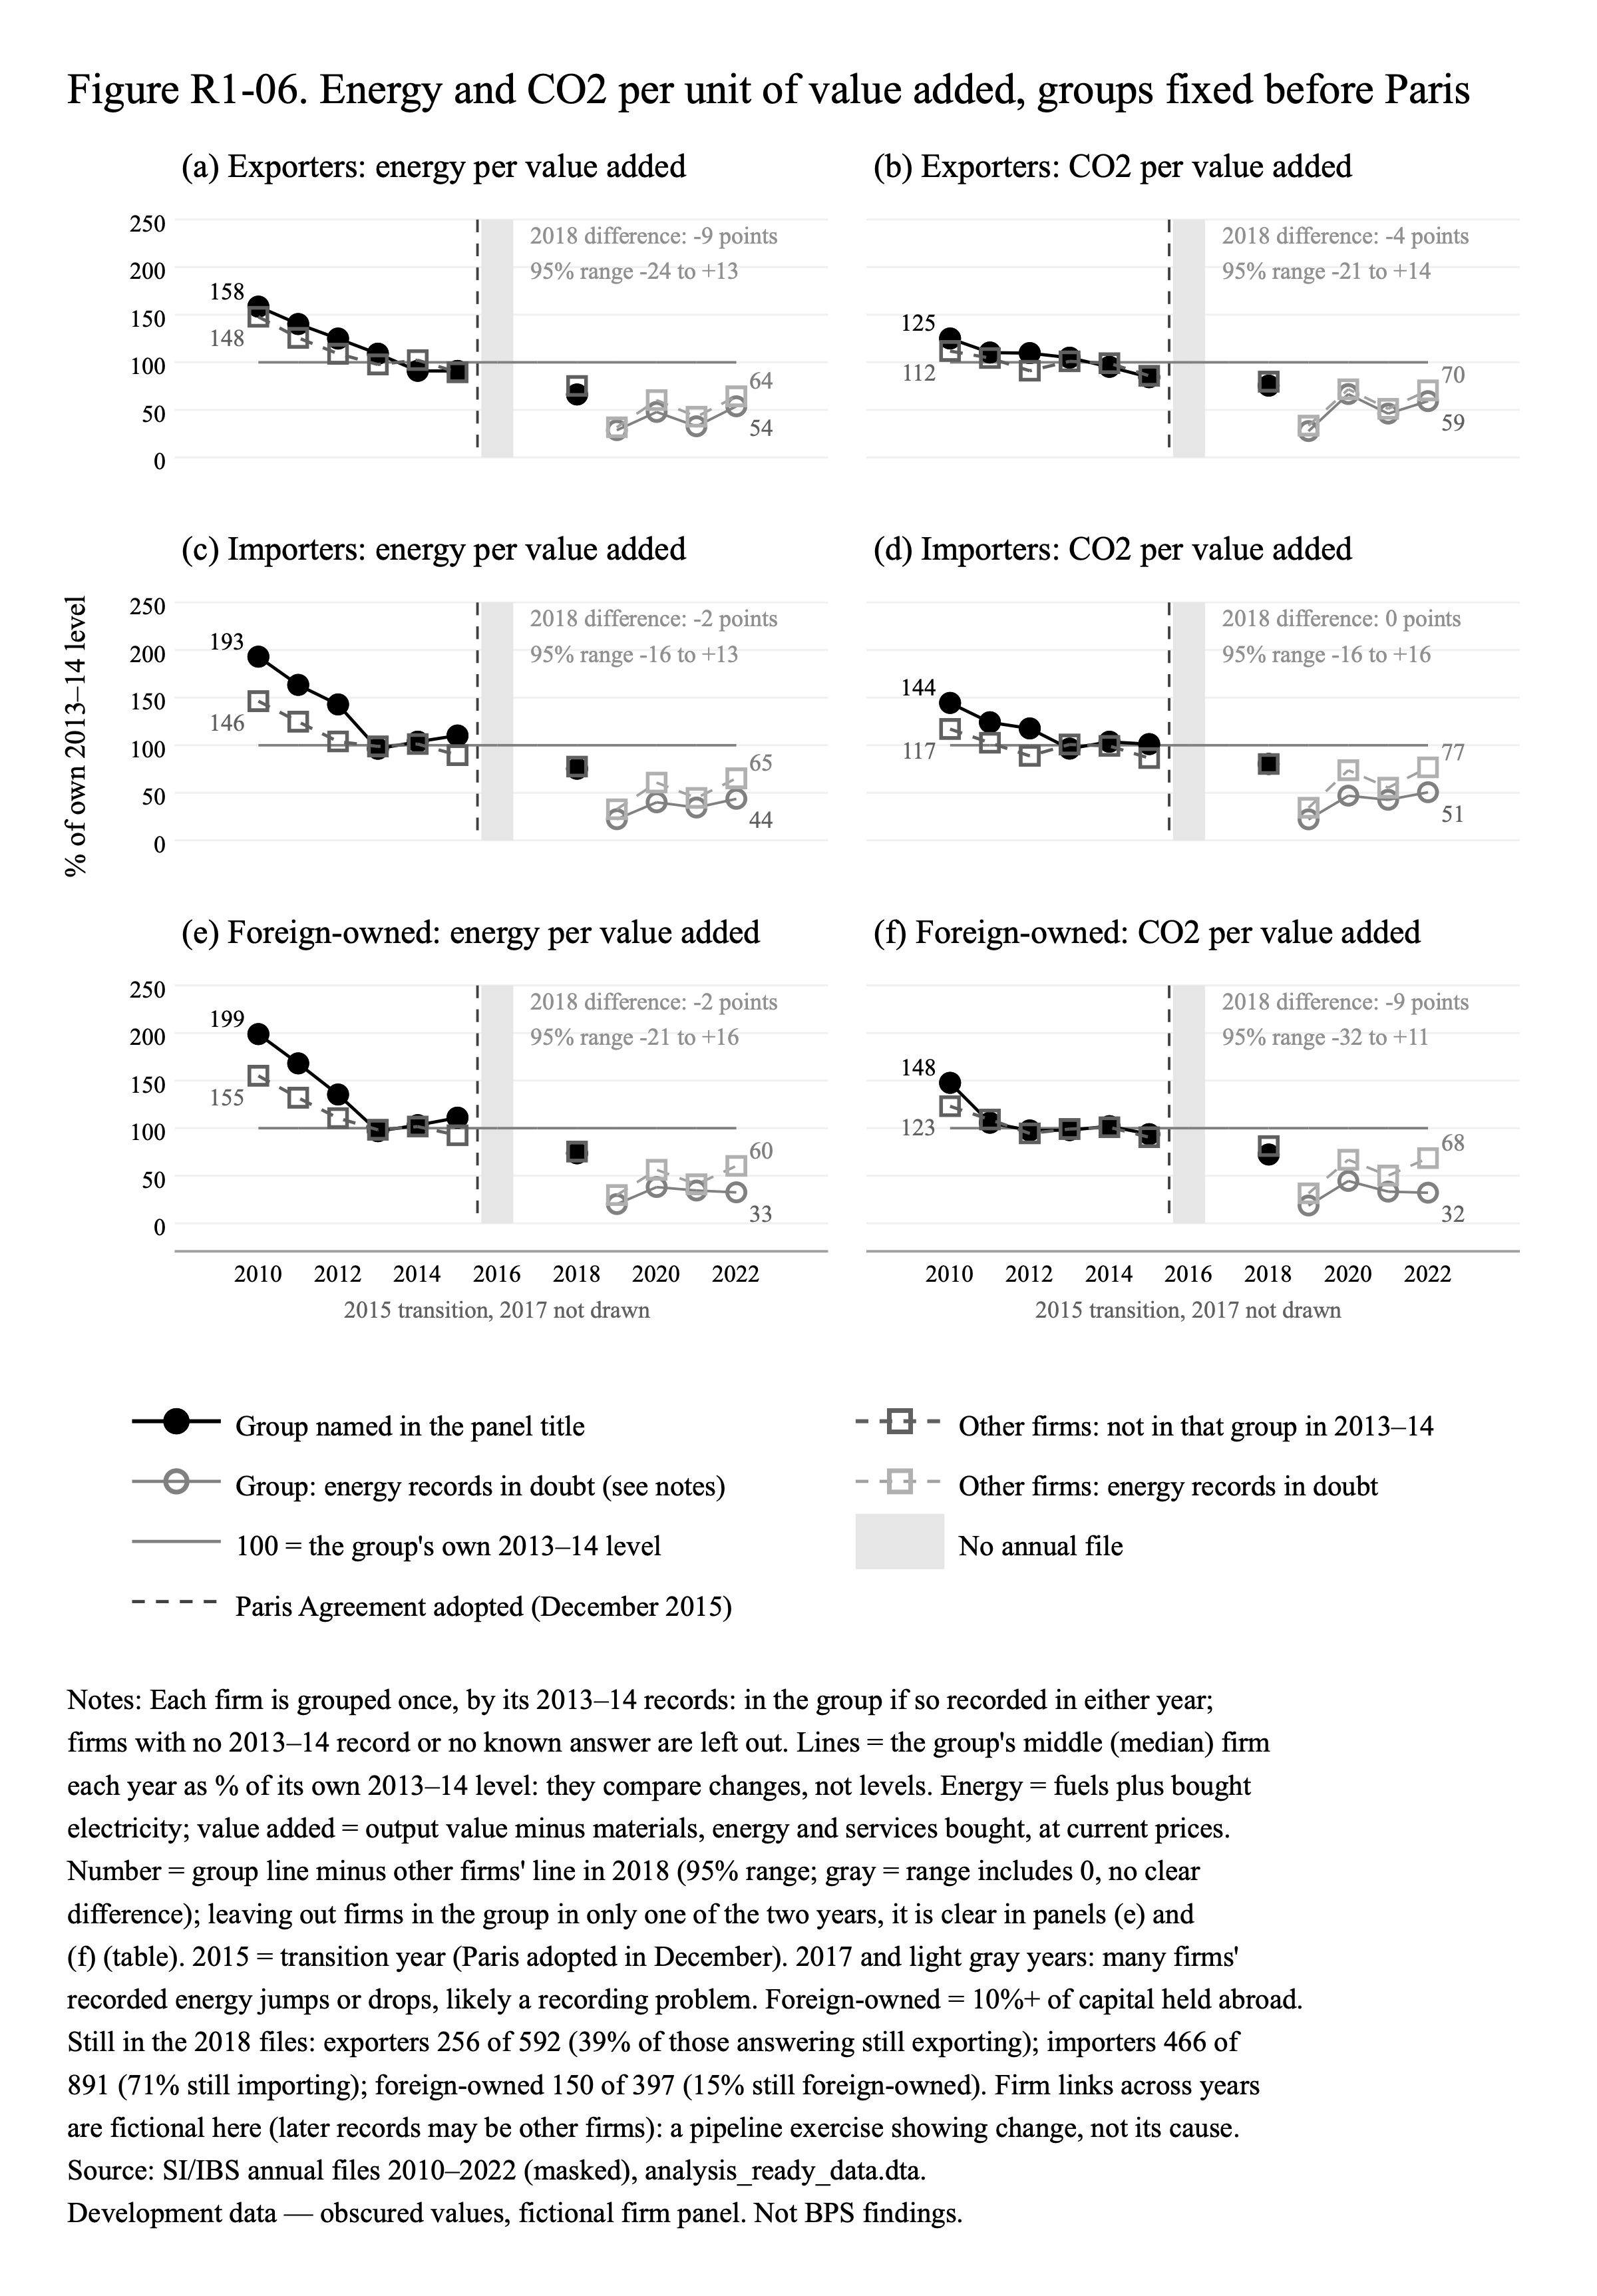 Figure R1-06. Energy and CO2 per unit of value added, groups fixed before Paris
(a) Exporters: energy per value added
250
200
150
100
50
0
158
148
2018 difference: -9 points
95% range -24 to +13
64
54
(b) Exporters: CO2 per value added
125
112
2018 difference: -4 points
95% range -21 to +14
70
59
% of own 2013–14 level
(c) Importers: energy per value added
250
200
150
100
50
0
193
146
2018 difference: -2 points
95% range -16 to +13
65
44
(d) Importers: CO2 per value added
144
117
2018 difference: 0 points
95% range -16 to +16
77
51
(e) Foreign-owned: energy per value added
250
200
150
100
50
0
199
155
2018 difference: -2 points
95% range -21 to +16
60
33
2010 2012 2014 2016 2018 2020 2022
2015 transition, 2017 not drawn
(f) Foreign-owned: CO2 per value added
148
123
2018 difference: -9 points
95% range -32 to +11
68
32
2010 2012 2014 2016 2018 2020 2022
2015 transition, 2017 not drawn
Group named in the panel title
Other firms: not in that group in 2013–14
Group: energy records in doubt (see notes)
Other firms: energy records in doubt
100 = the group's own 2013–14 level
No annual file
Paris Agreement adopted (December 2015)
Notes: Each firm is grouped once, by its 2013–14 records: in the group if so recorded in either year;
firms with no 2013–14 record or no known answer are left out. Lines = the group's middle (median) firm
each year as % of its own 2013–14 level: they compare changes, not levels. Energy = fuels plus bought
electricity; value added = output value minus materials, energy and services bought, at current prices.
Number = group line minus other firms' line in 2018 (95% range; gray = range includes 0, no clear
difference); leaving out firms in the group in only one of the two years, it is clear in panels (e) and
(f) (table). 2015 = transition year (Paris adopted in December). 2017 and light gray years: many firms'
recorded energy jumps or drops, likely a recording problem. Foreign-owned = 10%+ of capital held abroad.
Still in the 2018 files: exporters 256 of 592 (39% of those answering still exporting); importers 466 of
891 (71% still importing); foreign-owned 150 of 397 (15% still foreign-owned). Firm links across years
are fictional here (later records may be other firms): a pipeline exercise showing change, not its cause.
Source: SI/IBS annual files 2010–2022 (masked), analysis_ready_data.dta.
Development data — obscured values, fictional firm panel. Not BPS findings.